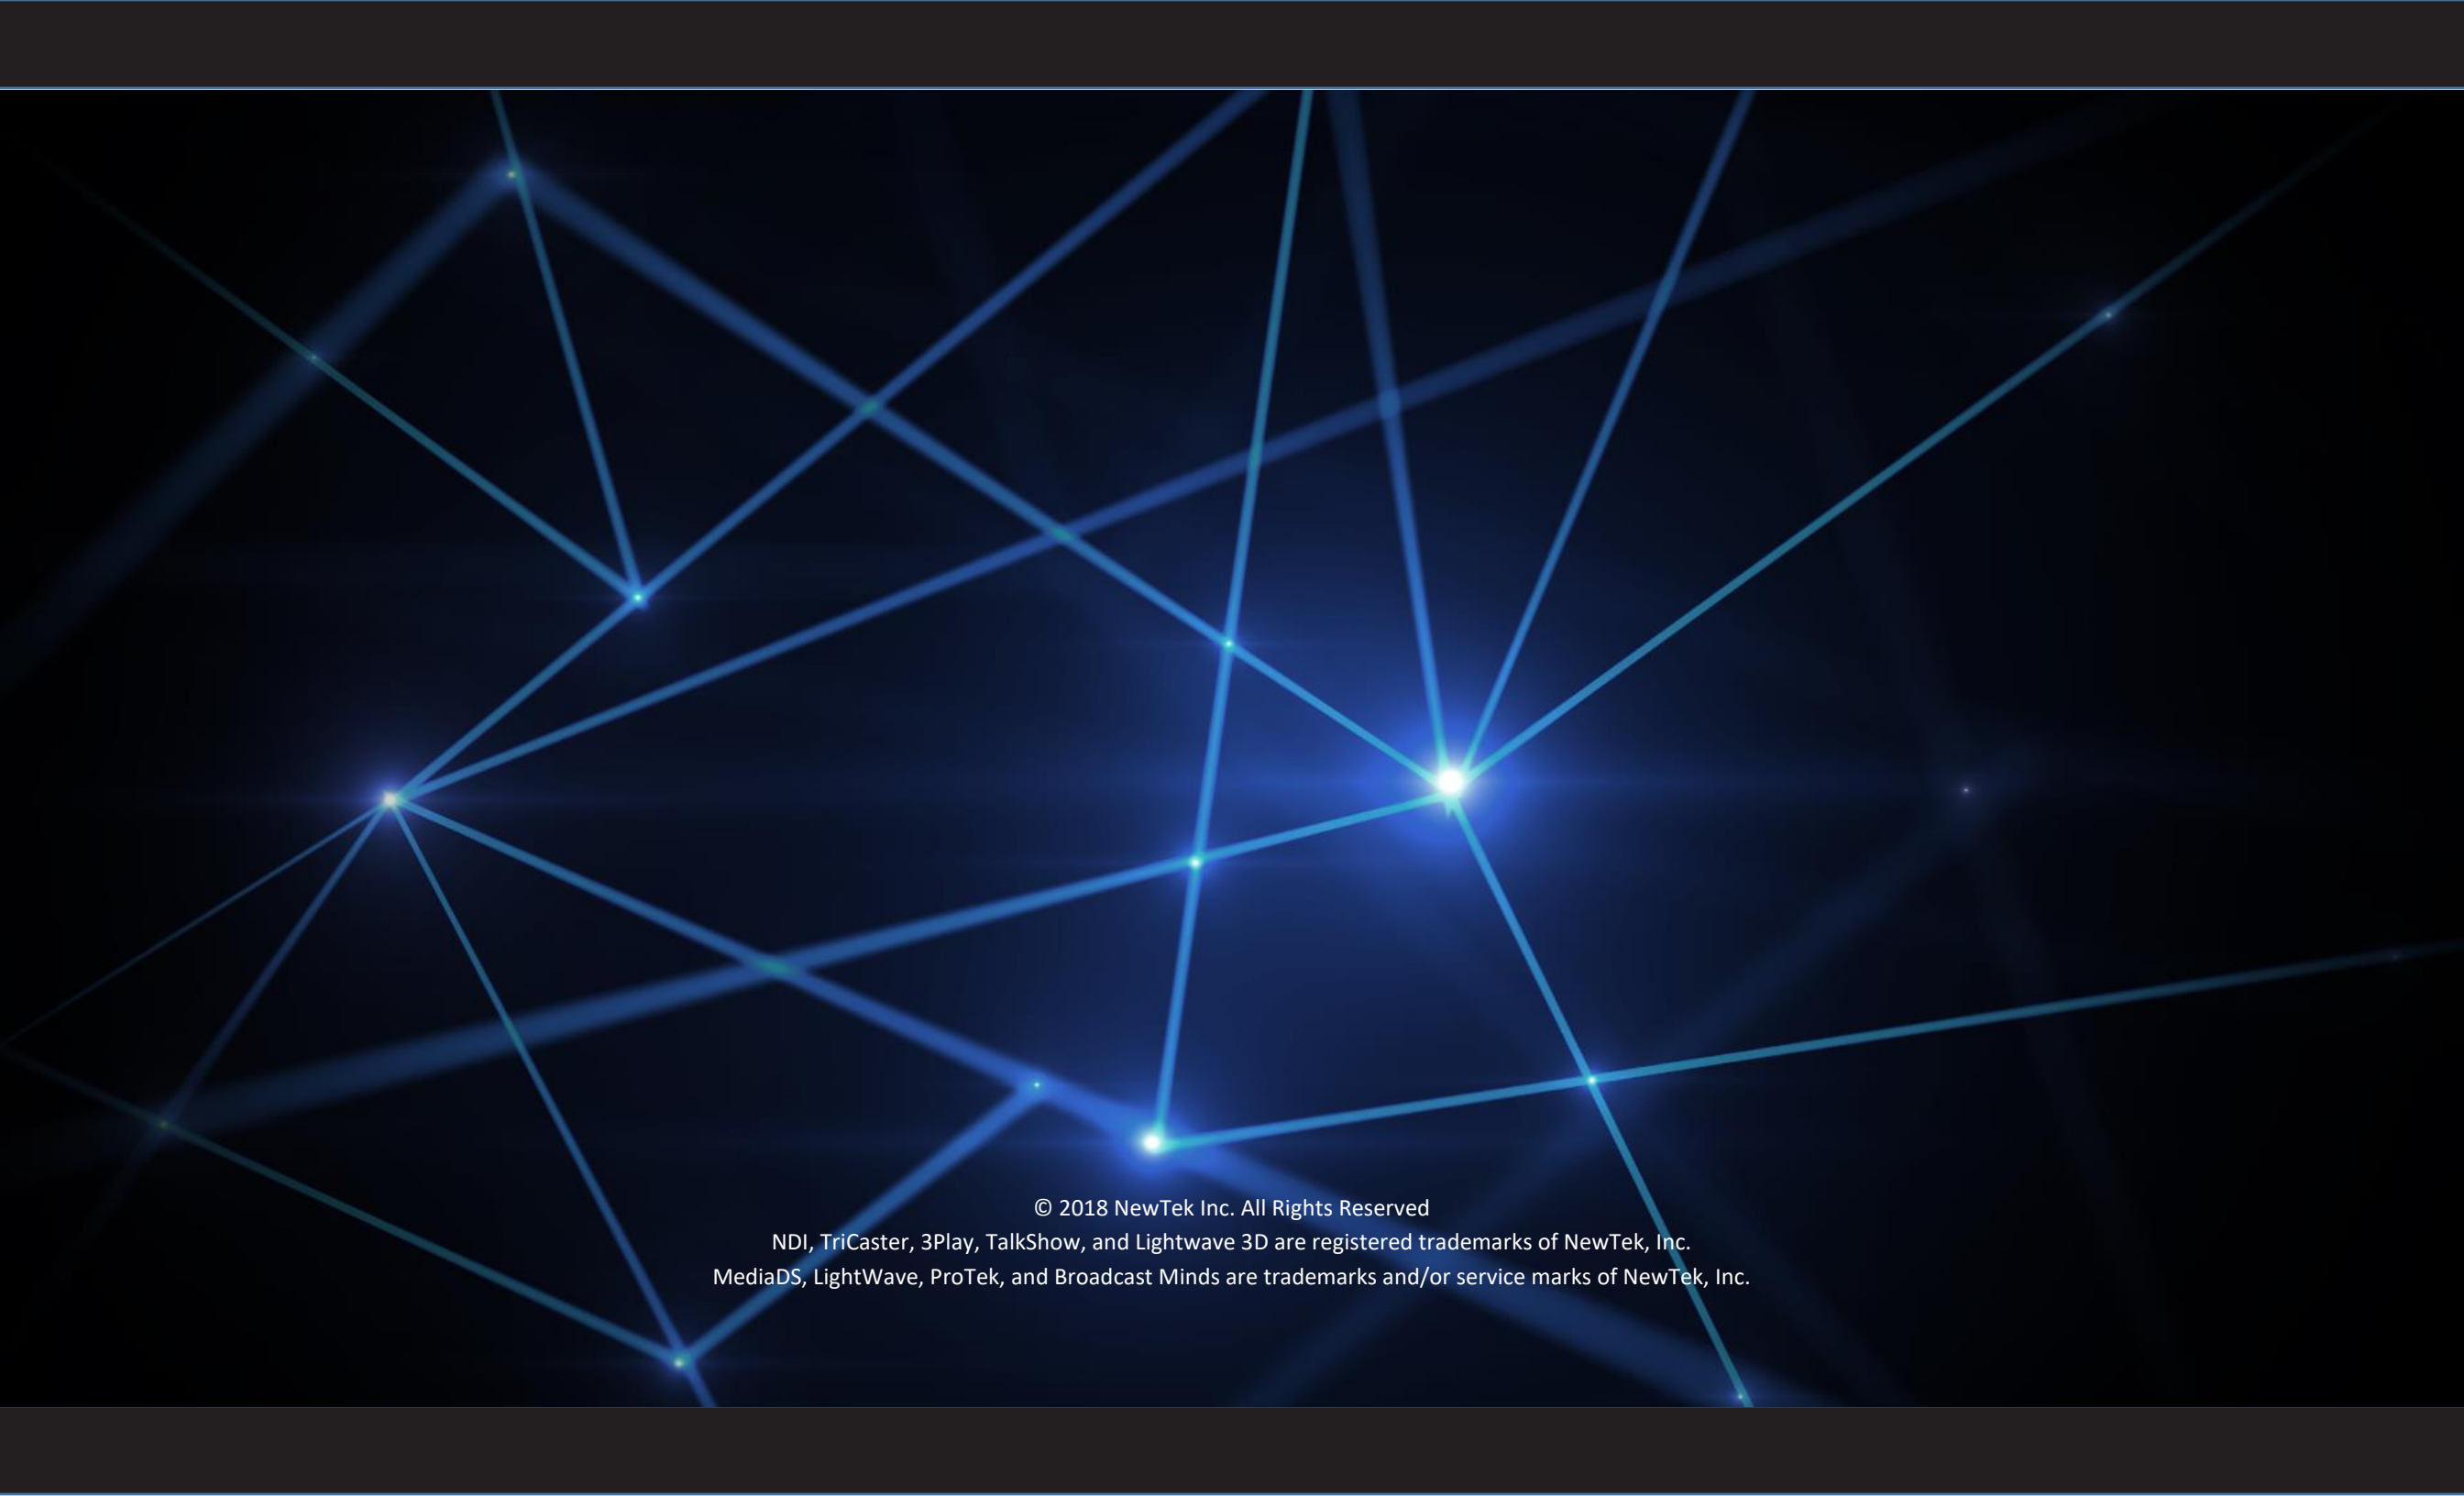 © 2018 NewTek Inc. All Rights Reserved
NDI, TriCaster, 3Play, TalkShow, and Lightwave 3D are registered trademarks of NewTek, Inc.
MediaDS, LightWave, ProTek, and Broadcast Minds are trademarks and/or service marks of NewTek, Inc.